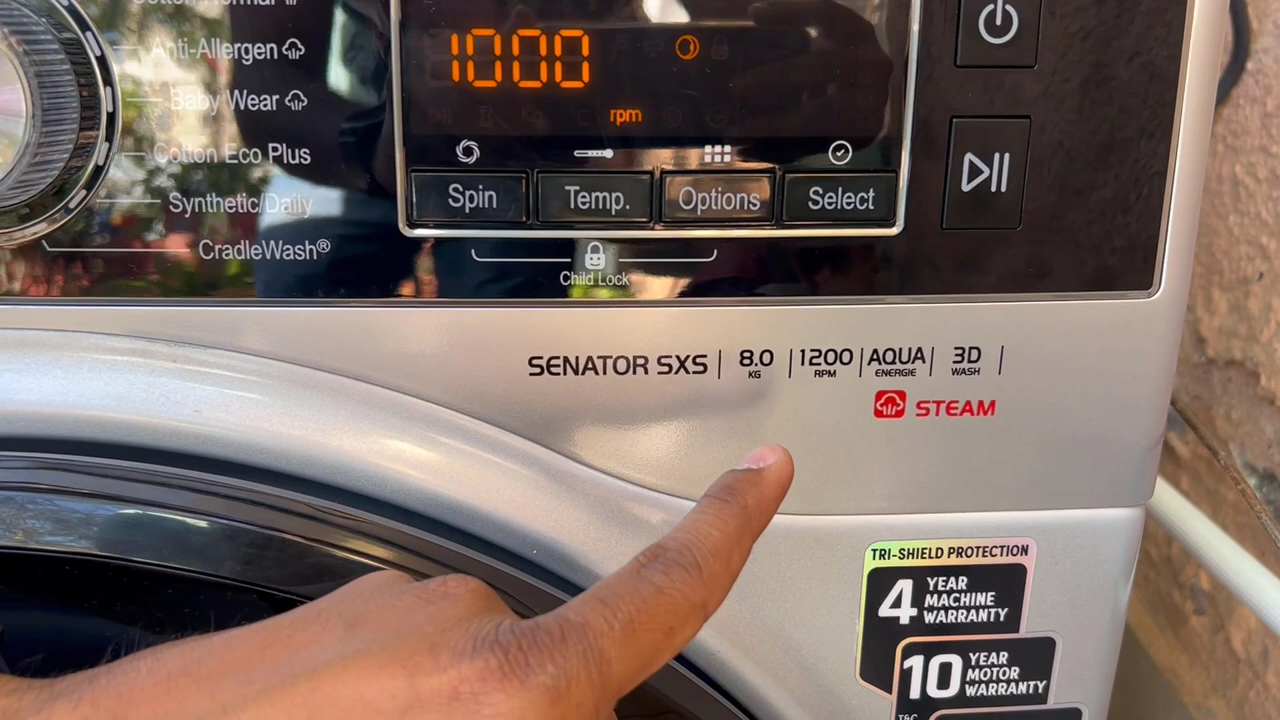 Cotton Normal
Anti-Allergen
Baby Wear
Cotton Eco Plus
Synthetic/Daily
CradleWash®
1000
rpm
Spin
Temp.
Options
Select
Child Lock
SENATOR SXS
8.0
KG
1200
RPM
AQUA
ENERGIE
3D
WASH
STEAM
TRI-SHIELD PROTECTION
4 YEAR
MACHINE
WARRANTY
10 YEAR
MOTOR
WARRANTY
T&C